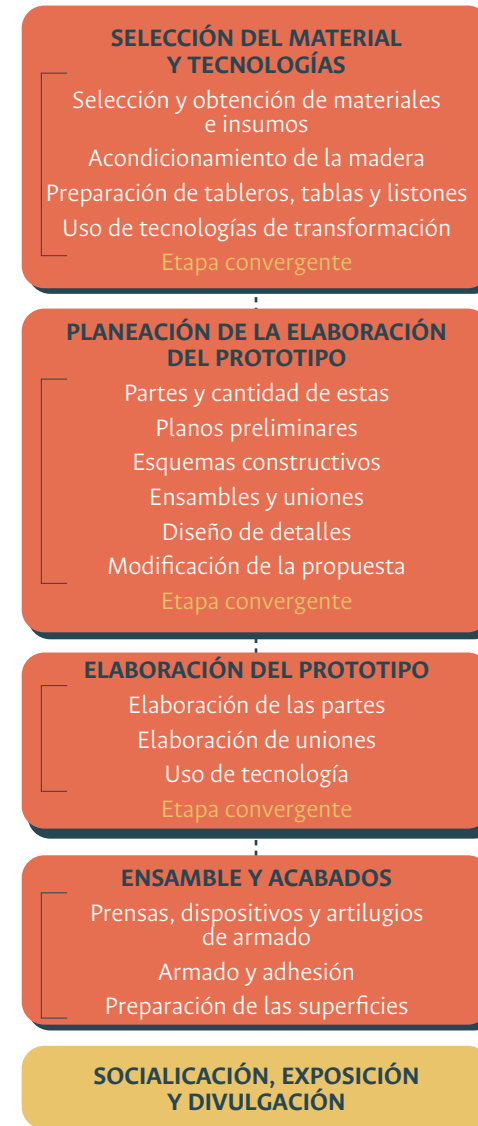 SELECCIÓN DEL MATERIAL
Y TECNOLOGÍAS
Selección y obtención de materiales
e insumos
Acondicionamiento de la madera
Preparación de tableros, tablas y listones
Uso de tecnologías de transformación
Etapa convergente
PLANEACIÓN DE LA ELABORACIÓN
DEL PROTOTIPO
Partes y cantidad de estas
Planos preliminares
Esquemas constructivos
Ensambles y uniones
Diseño de detalles
Modificación de la propuesta
Etapa convergente
ELABORACIÓN DEL PROTOTIPO
Elaboración de las partes
Elaboración de uniones
Uso de tecnología
Etapa convergente
ENSAMBLE Y ACABADOS
Prensas, dispositivos y artilugios
de armado
Armado y adhesión
Preparación de las superficies
SOCIALICACIÓN, EXPOSICIÓN
Y DIVULGACIÓN